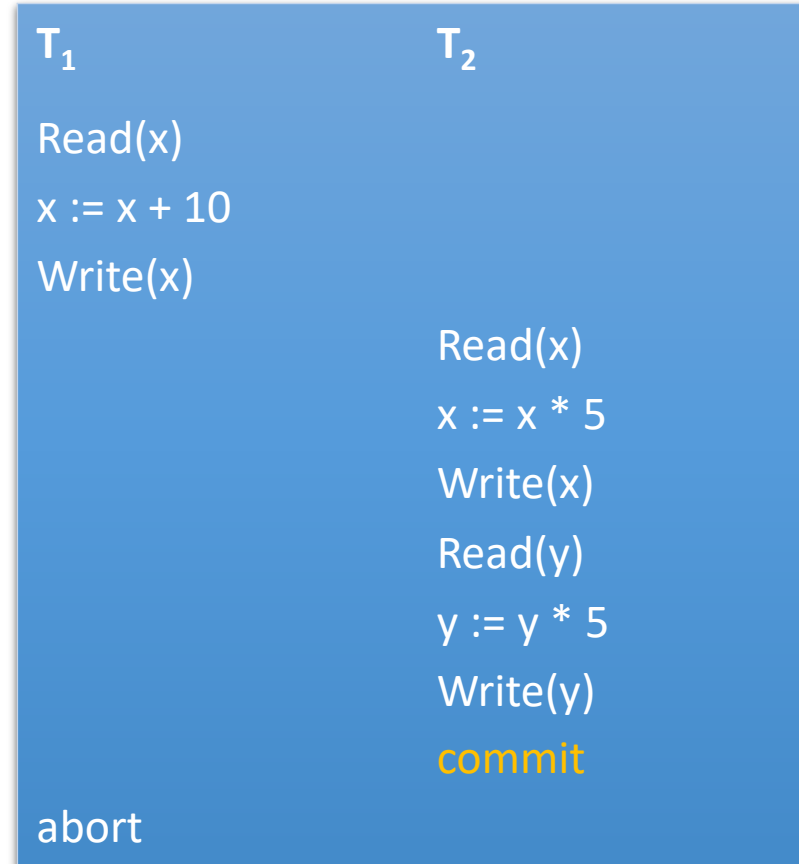 T₁ T₂
Read(x)
x := x + 10
Write(x)
Read(x)
x := x * 5
Write(x)
Read(y)
y := y * 5
Write(y)
commit
abort